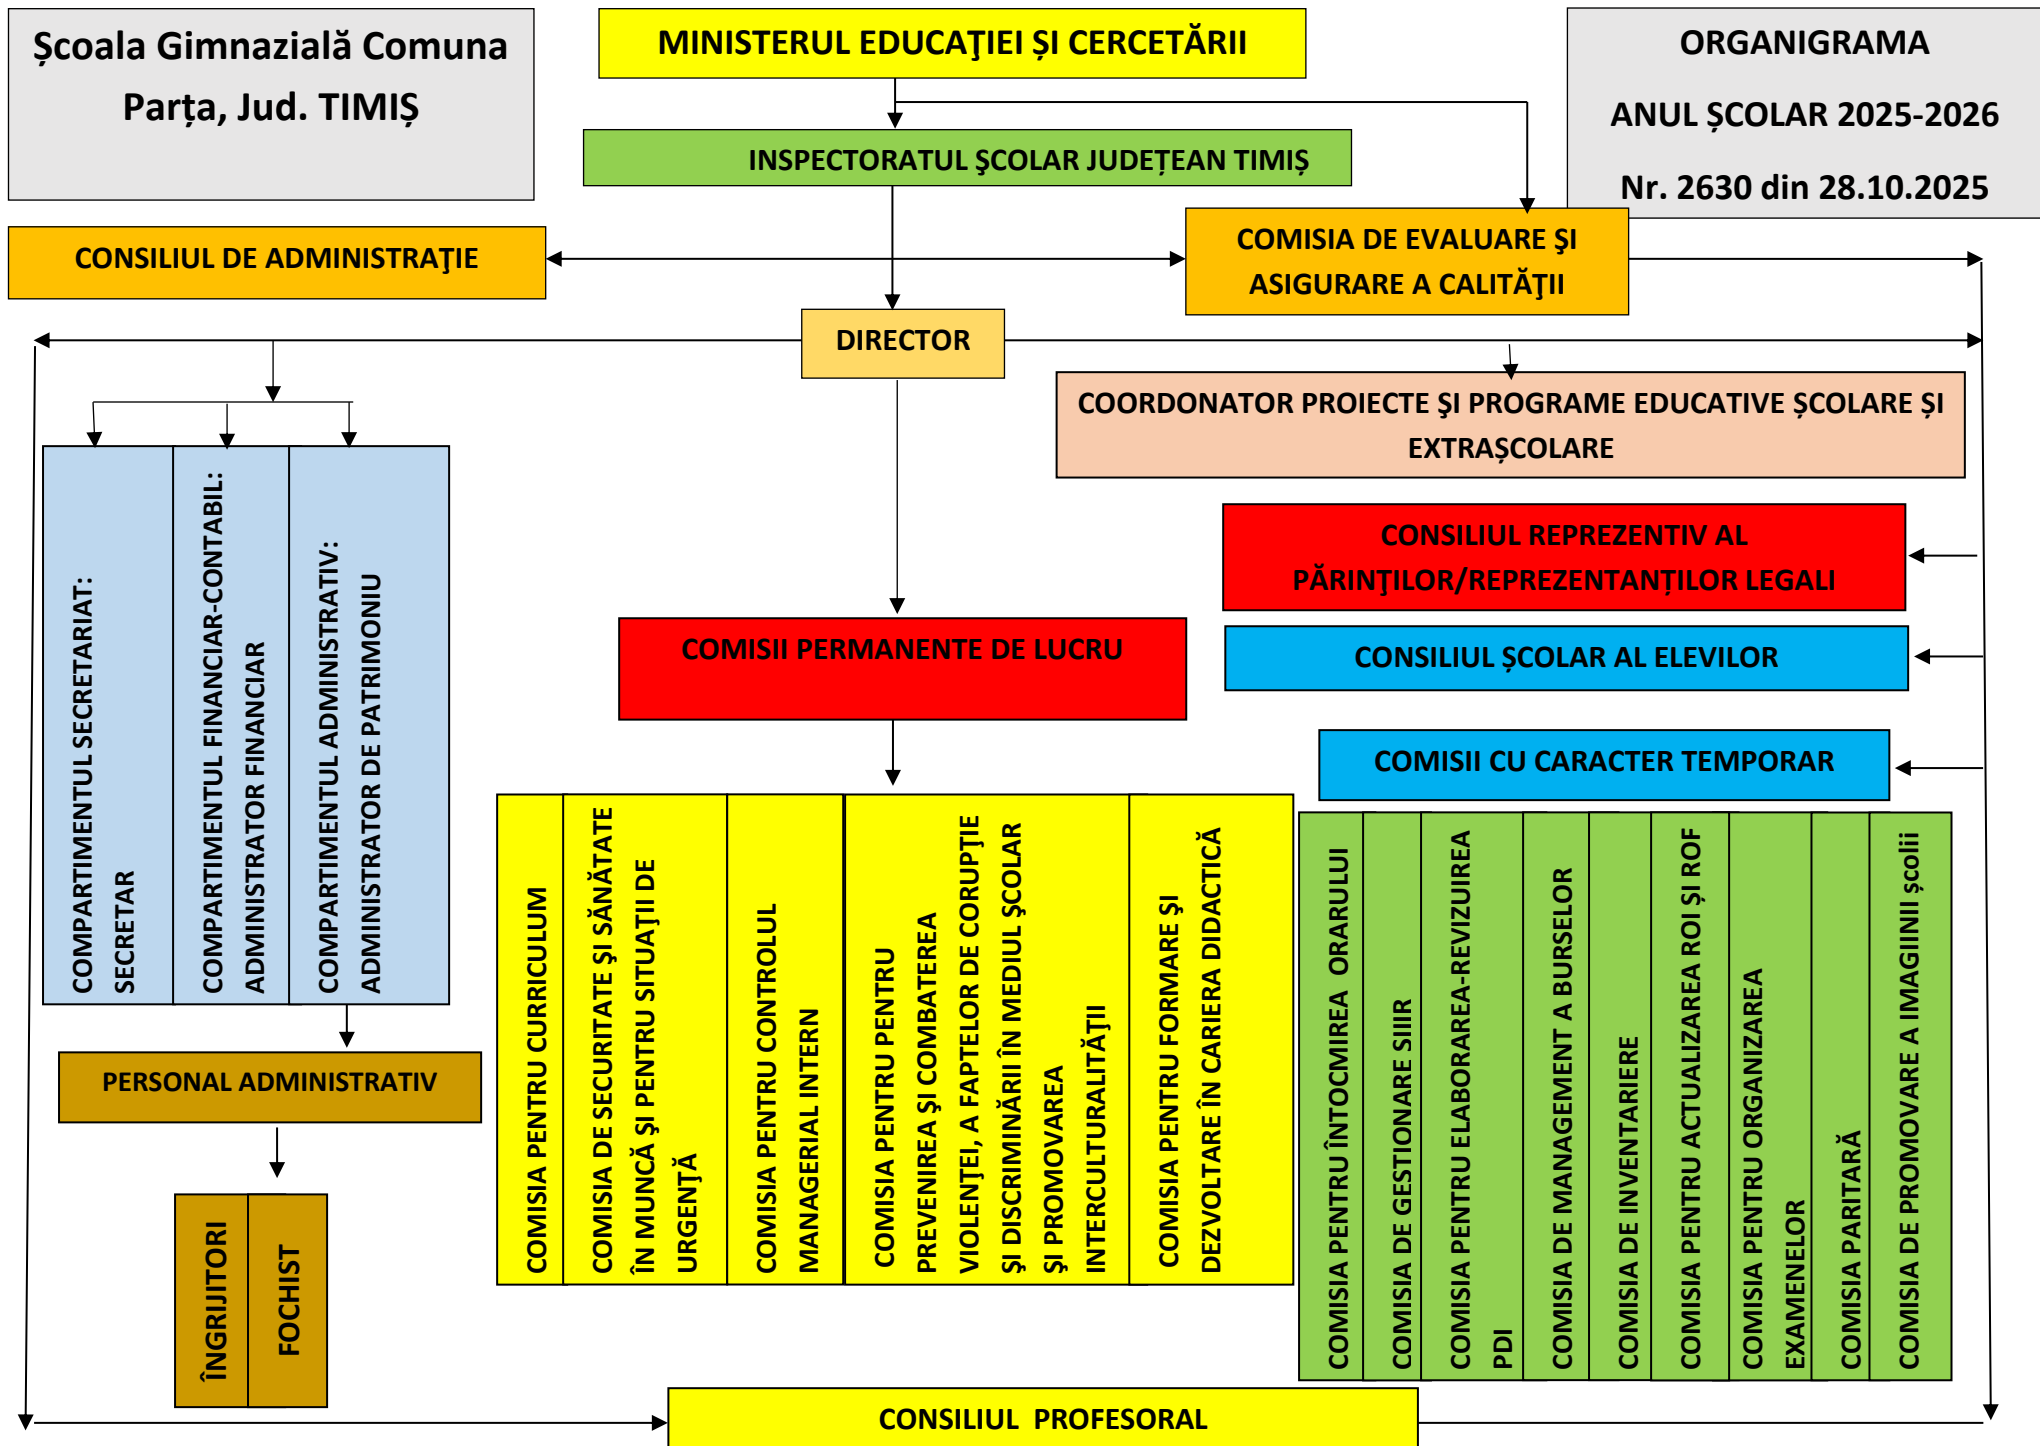 Școala Gimnazială Comuna
Parța, Jud. TIMIȘ
MINISTERUL EDUCAŢIEI ȘI CERCETĂRII
ORGANIGRAMA
ANUL ȘCOLAR 2025-2026
Nr. 2630 din 28.10.2025
INSPECTORATUL ŞCOLAR JUDEȚEAN TIMIȘ
CONSILIUL DE ADMINISTRAŢIE
COMISIA DE EVALUARE ŞI
ASIGURARE A CALITĂŢII
DIRECTOR
COORDONATOR PROIECTE ŞI PROGRAME EDUCATIVE ȘCOLARE ȘI
EXTRAȘCOLARE
COMPARTIMENTUL SECRETARIAT:
SECRETAR
COMPARTIMENTUL FINANCIAR-CONTABIL:
ADMINISTRATOR FINANCIAR
COMPARTIMENTUL ADMINISTRATIV:
ADMINISTRATOR DE PATRIMONIU
CONSILIUL REPREZENTIV AL
PĂRINŢILOR/REPREZENTANȚILOR LEGALI
COMISII PERMANENTE DE LUCRU
CONSILIUL ȘCOLAR AL ELEVILOR
COMISII CU CARACTER TEMPORAR
COMISIA PENTRU CURRICULUM
COMISIA DE SECURITATE ŞI SĂNĂTATE
ÎN MUNCĂ ŞI PENTRU SITUAŢII DE
URGENŢĂ
COMISIA PENTRU CONTROLUL
MANAGERIAL INTERN
COMISIA PENTRU PENTRU
PREVENIREA ŞI COMBATEREA
VIOLENŢEI, A FAPTELOR DE CORUPŢIE
ŞI DISCRIMINĂRII ÎN MEDIUL ŞCOLAR
ŞI PROMOVAREA
INTERCULTURALITĂŢII
COMISIA PENTRU FORMARE ŞI
DEZVOLTARE ÎN CARIERA DIDACTICĂ
COMISIA PENTRU ÎNTOCMIREA  ORARULUI
COMISIA DE GESTIONARE SIIIR
COMISIA PENTRU ELABORAREA-REVIZUIREA
PDI
COMISIA DE MANAGEMENT A BURSELOR
COMISIA DE INVENTARIERE
COMISIA PENTRU ACTUALIZAREA ROI ȘI ROF
COMISIA PENTRU ORGANIZAREA
EXAMENELOR
COMISIA PARITARĂ
COMISIA DE PROMOVARE A IMAGINII școlii
PERSONAL ADMINISTRATIV
ÎNGRIJITORI
FOCHIST
CONSILIUL  PROFESORAL